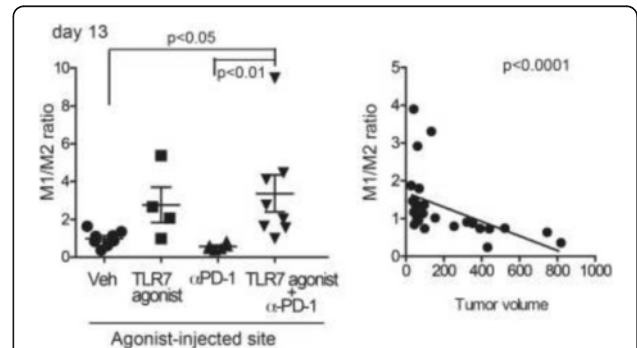 day 13
p<0.05
p<0.01
10
8
6
4
2
0
M1/M2 ratio
Veh
TLR7
agonist
αPD-1
TLR7 agonist
+
α-PD-1
Agonist-injected site
p<0.0001
5
4
3
2
1
0
M1/M2 ratio
0 200 400 600 800 1000
Tumor volume